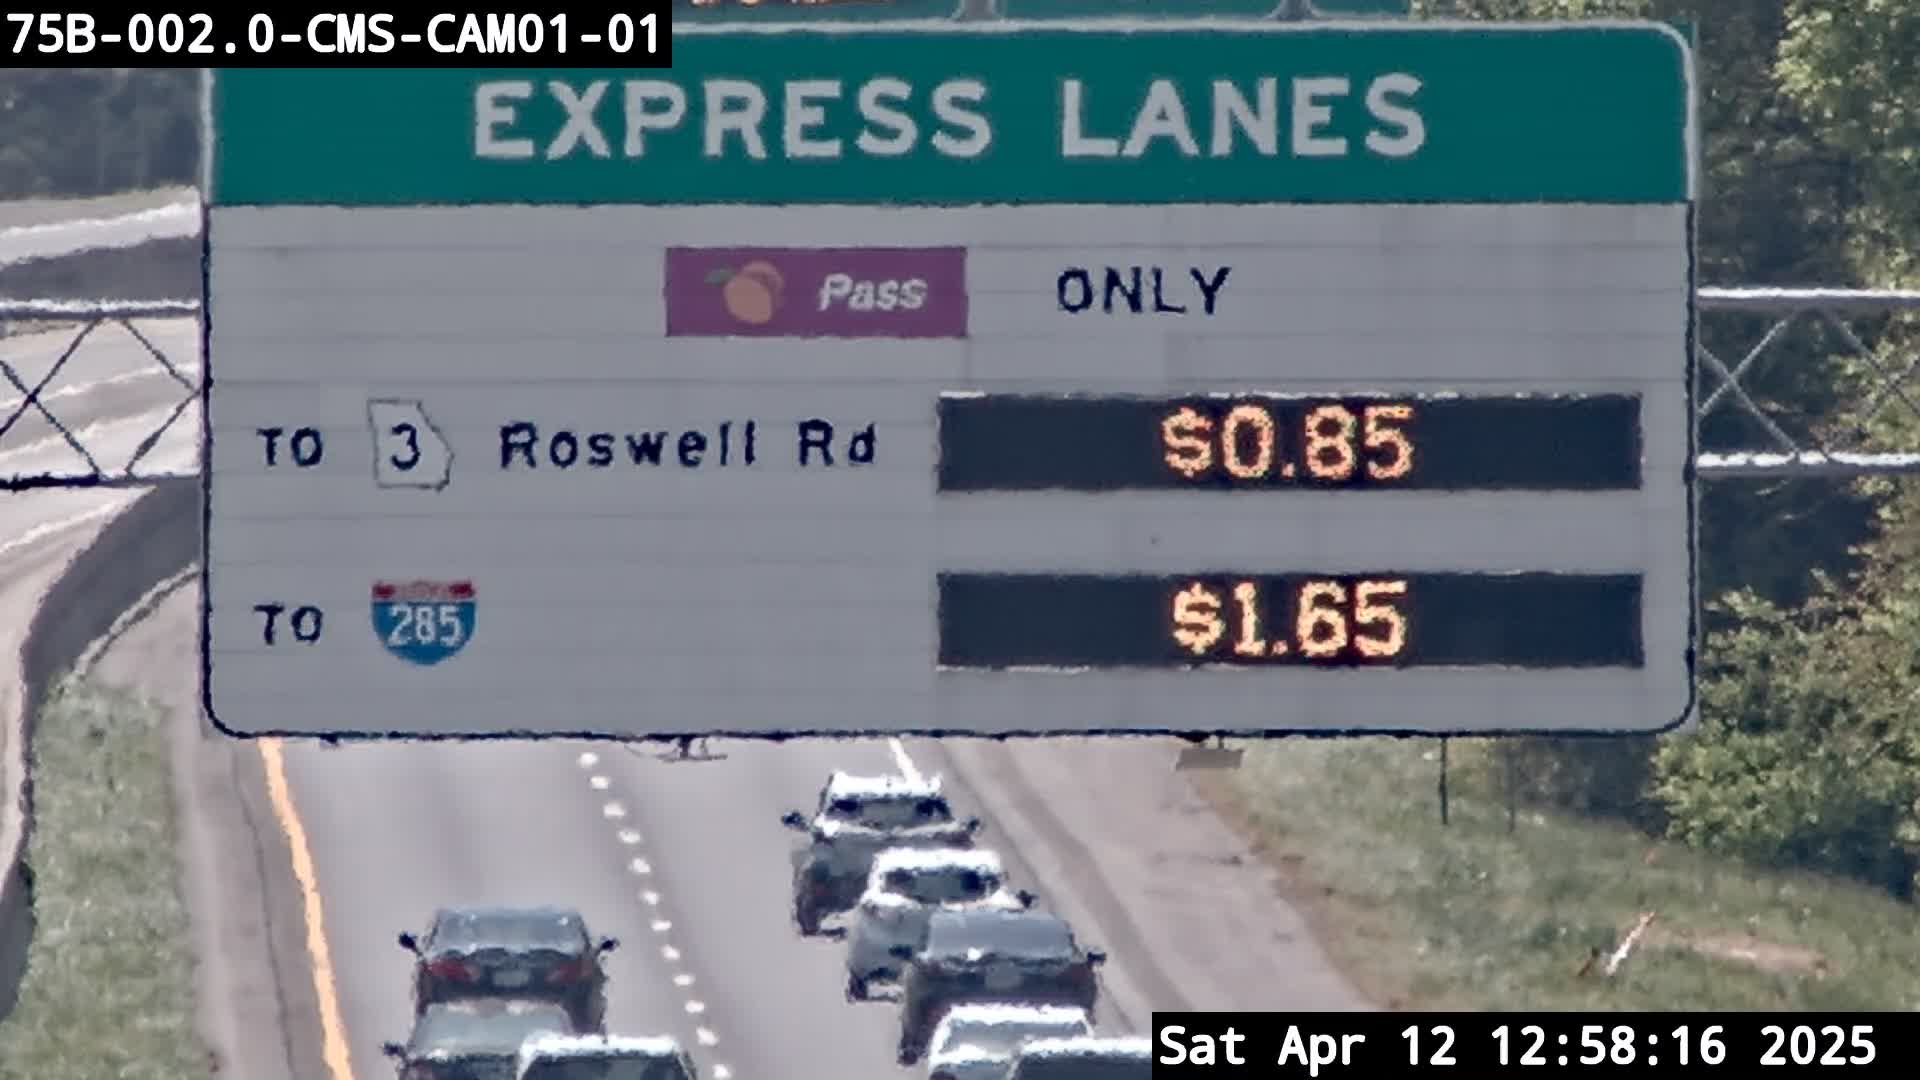 75B-002.0-CMS-CAM01-01
EXPRESS LANES
Pass ONLY
TO 3 Roswell Rd $0.85
TO 285 $1.65
Sat Apr 12 12:58:16 2025